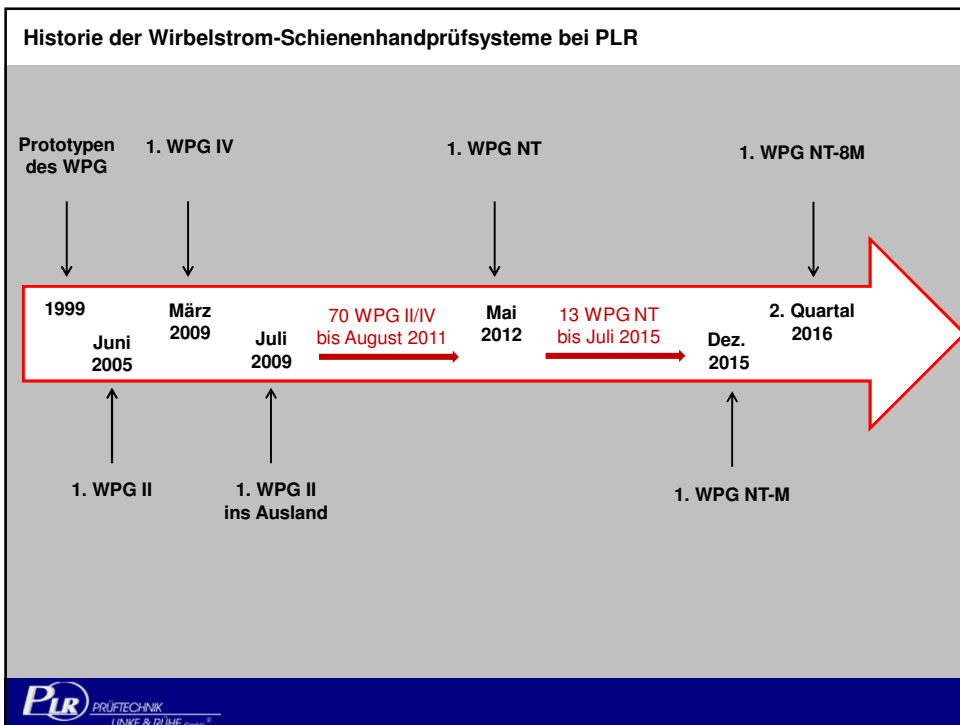 Historie der Wirbelstrom-Schienenhandprüfsysteme bei PLR
Prototypen
des WPG
1. WPG IV
1. WPG NT
1. WPG NT-8M
1999
Juni
2005
März
2009
Juli
2009
70 WPG II/IV
bis August 2011
Mai
2012
13 WPG NT
bis Juli 2015
Dez.
2015
2. Quartal
2016
1. WPG II
1. WPG II
ins Ausland
1. WPG NT-M
PLR PRÜFTECHNIK
LINKE & RÜHE GmbH ®